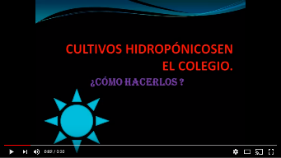 CULTIVOS HIDROPÓNICOSEN
EL COLEGIO.
¿CÓMO HACERLOS ?